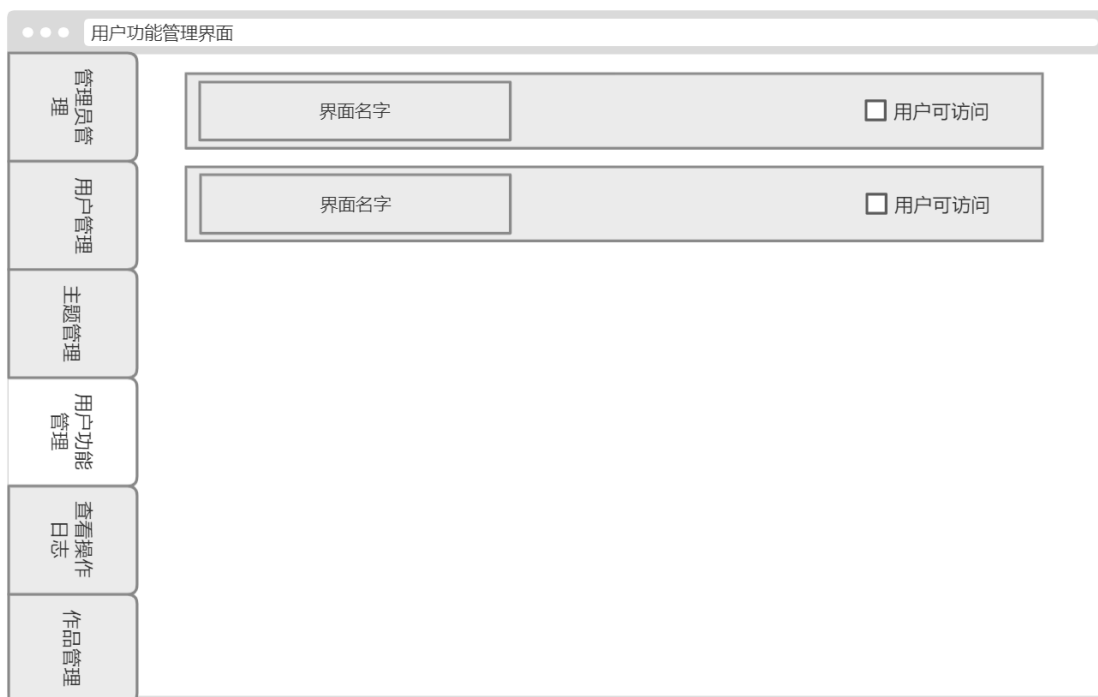 用户功能管理界面
管理员管
理
用户管理
主题管理
用户功能
管理
查看操作
日志
作品管理
界面名字
用户可访问
界面名字
用户可访问